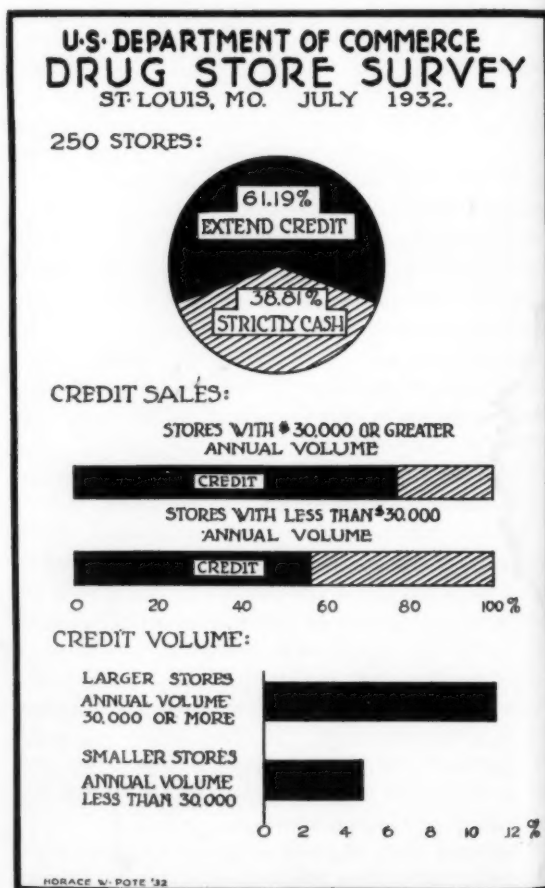 U·S· DEPARTMENT OF COMMERCE
DRUG STORE SURVEY
ST· LOUIS, MO. JULY 1932.
250 STORES:
61.19%
EXTEND CREDIT
38.81%
STRICTLY CASH
CREDIT SALES:
STORES WITH $30.000 OR GREATER
ANNUAL VOLUME
CREDIT
STORES WITH LESS THAN $30.000
ANNUAL VOLUME
CREDIT
0 20 40 60 80 100%
CREDIT VOLUME:
LARGER STORES
ANNUAL VOLUME
30.000 OR MORE
SMALLER STORES
ANNUAL VOLUME
LESS THAN 30.000
0 2 4 6 8 10 12 %
HORACE W· POTE '32